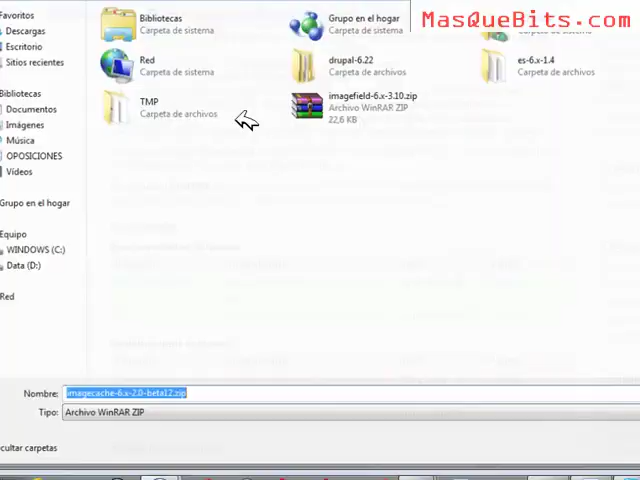 MasQueBits.com
Favoritos
Descargas
Escritorio
Sitios recientes
Bibliotecas
Documentos
Imágenes
Música
OPOSICIONES
Vídeos
Grupo en el hogar
Equipo
WINDOWS (C:)
Data (D:)
Red
Bibliotecas
Carpeta de sistema
Grupo en el hogar
Carpeta de sistema
Carpeta de sistema
Red
Carpeta de sistema
drupal-6.22
Carpeta de archivos
es-6.x-1.4
Carpeta de archivos
TMP
Carpeta de archivos
imagefield-6.x-3.10.zip
Archivo WinRAR ZIP
22,6 KB
Nombre: imagecache-6.x-2.0-beta12.zip
Tipo: Archivo WinRAR ZIP
cultar carpetas